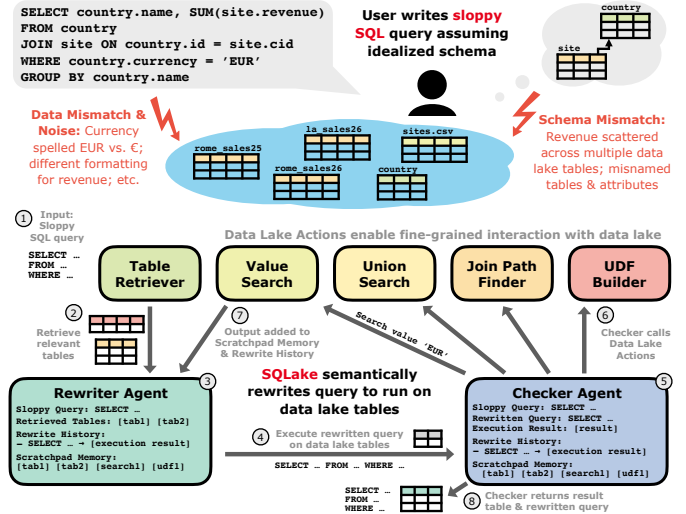 SELECT country.name, SUM(site.revenue)
FROM country
JOIN site ON country.id = site.cid
WHERE country.currency = 'EUR'
GROUP BY country.name
User writes sloppy
SQL query assuming
idealized schema
country
site
Data Mismatch &
Noise: Currency
spelled EUR vs. €;
different formatting
for revenue; etc.
la_sales26
rome_sales25
sites.csv
rome_sales26
country
Schema Mismatch:
Revenue scattered
across multiple data
lake tables; misnamed
tables & attributes
1 Input:
Sloppy
SQL query
SELECT …
FROM …
WHERE …
Data Lake Actions enable fine-grained interaction with data lake
Table
Retriever
Value
Search
Union
Search
Join Path
Finder
UDF
Builder
2
Retrieve
relevant
tables
7
Output added to
Scratchpad Memory
& Rewrite History
Search value 'EUR'
6
Checker calls
Data Lake
Actions
SQLake semantically
rewrites query to run on
data lake tables
Rewriter Agent
3
Sloppy Query: SELECT …
Retrieved Tables: [tab1] [tab2]
Rewrite History:
– SELECT … → [execution result]
Scratchpad Memory:
[tab1] [tab2] [search1] [udf1]
4 Execute rewritten query
on data lake tables
SELECT … FROM … WHERE …
Checker Agent
5
Sloppy Query: SELECT …
Rewritten Query: SELECT …
Execution Result: [result]
Rewrite History:
– SELECT … → [execution result]
Scratchpad Memory:
[tab1] [tab2] [search1] [udf1]
SELECT …
FROM …
WHERE …
8 Checker returns result
table & rewritten query